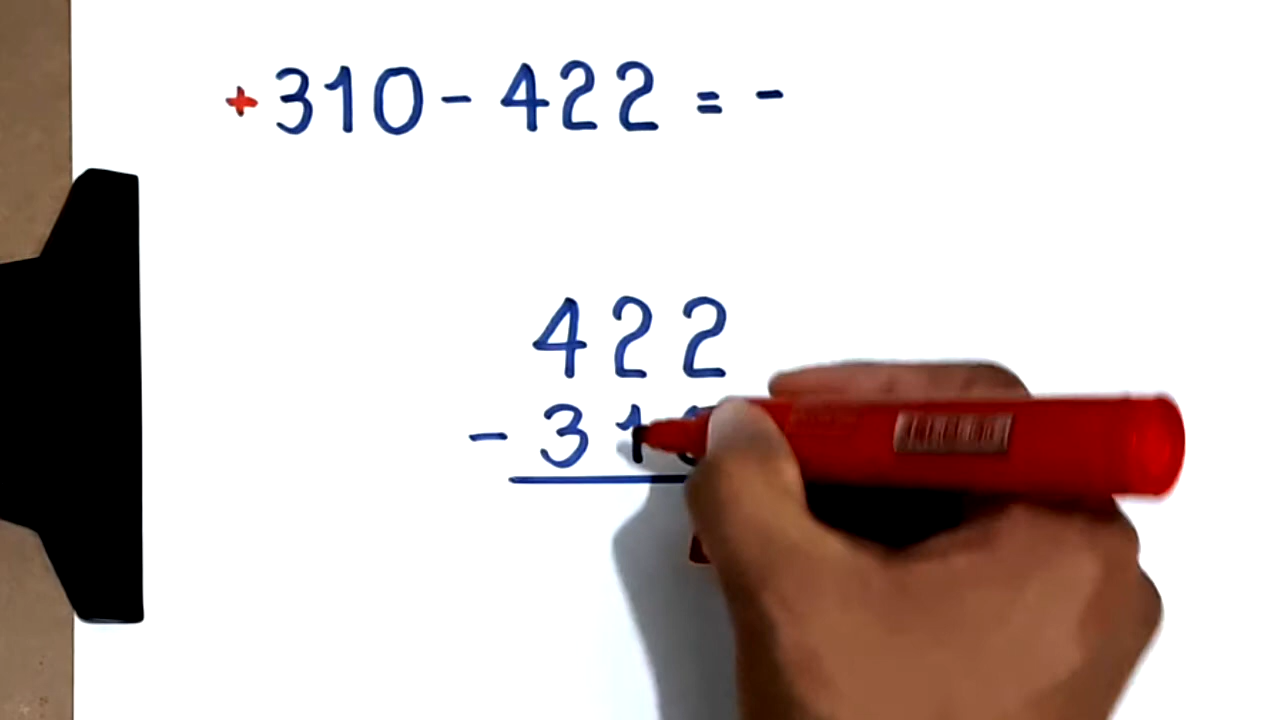 +310-422 = -
422
-31